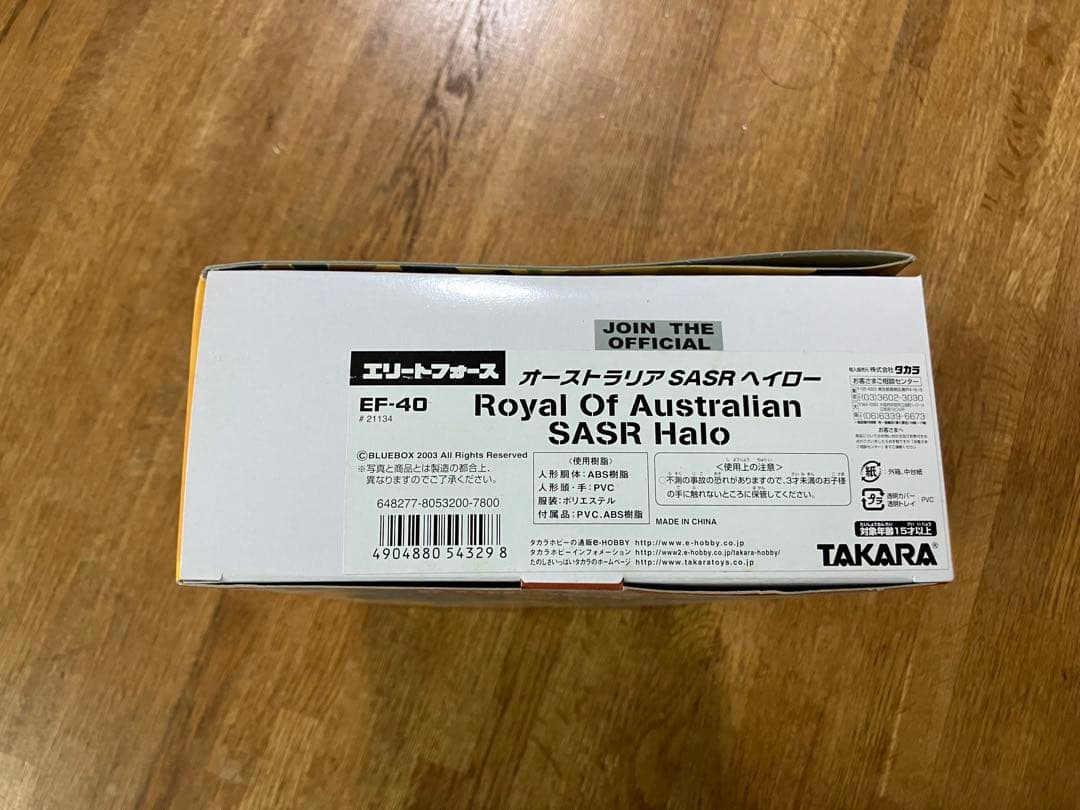 JOIN THE
OFFICIAL
エリートフォース
オーストラリア SASR ヘイロー
EF-40
# 21134
Royal Of Australian
SASR Halo
©BLUEBOX 2003 All Rights Reserved
※写真と商品とは製造の都合上、
異なりますのでご了承ください。
648277-8053200-7800
4904880 543298
〈使用樹脂〉
人形胴体：ABS樹脂
人形頭・手：PVC
服装：ポリエステル
付属品：PVC.ABS樹脂
〈使用上の注意〉
○不測の事故の恐れがありますので、3才未満のお子様
の手に触れないところに保管してください。
MADE IN CHINA
タカラホビーの通販e-HOBBY http://www.e-hobby.co.jp
タカラホビーインフォメーション http://www2.e-hobby.co.jp/takara-hobby/
たのしさいっぱいタカラのホームページ http://www.takaratoys.co.jp
株式会社 タカラ
お客さまご相談センター
(03)3602-3030
(06)6339-6673
お客さまへ
紙
：外箱、中台紙
プラ
透明カバー
透明トレイ
：PVC
対象年齢15才以上
TAKARA®